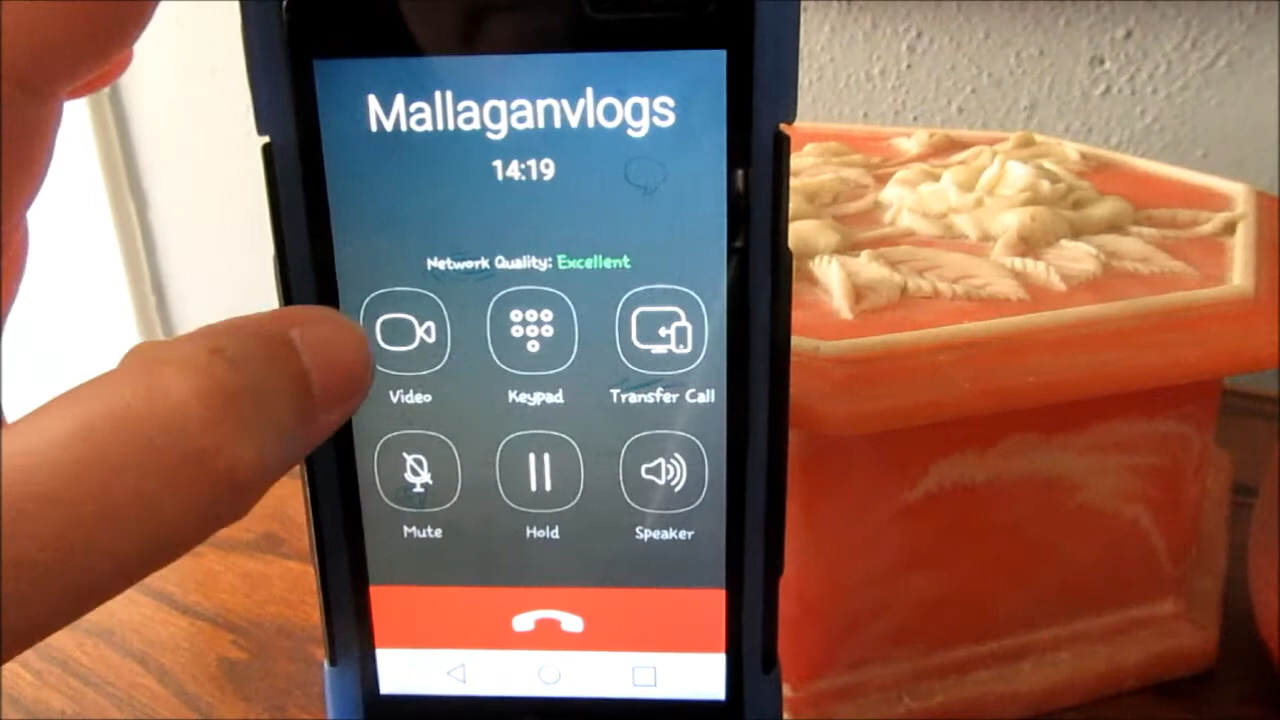 Mallaganvlogs
14:19
Network Quality: Excellent
Video Keypad Transfer Call
Mute Hold Speaker